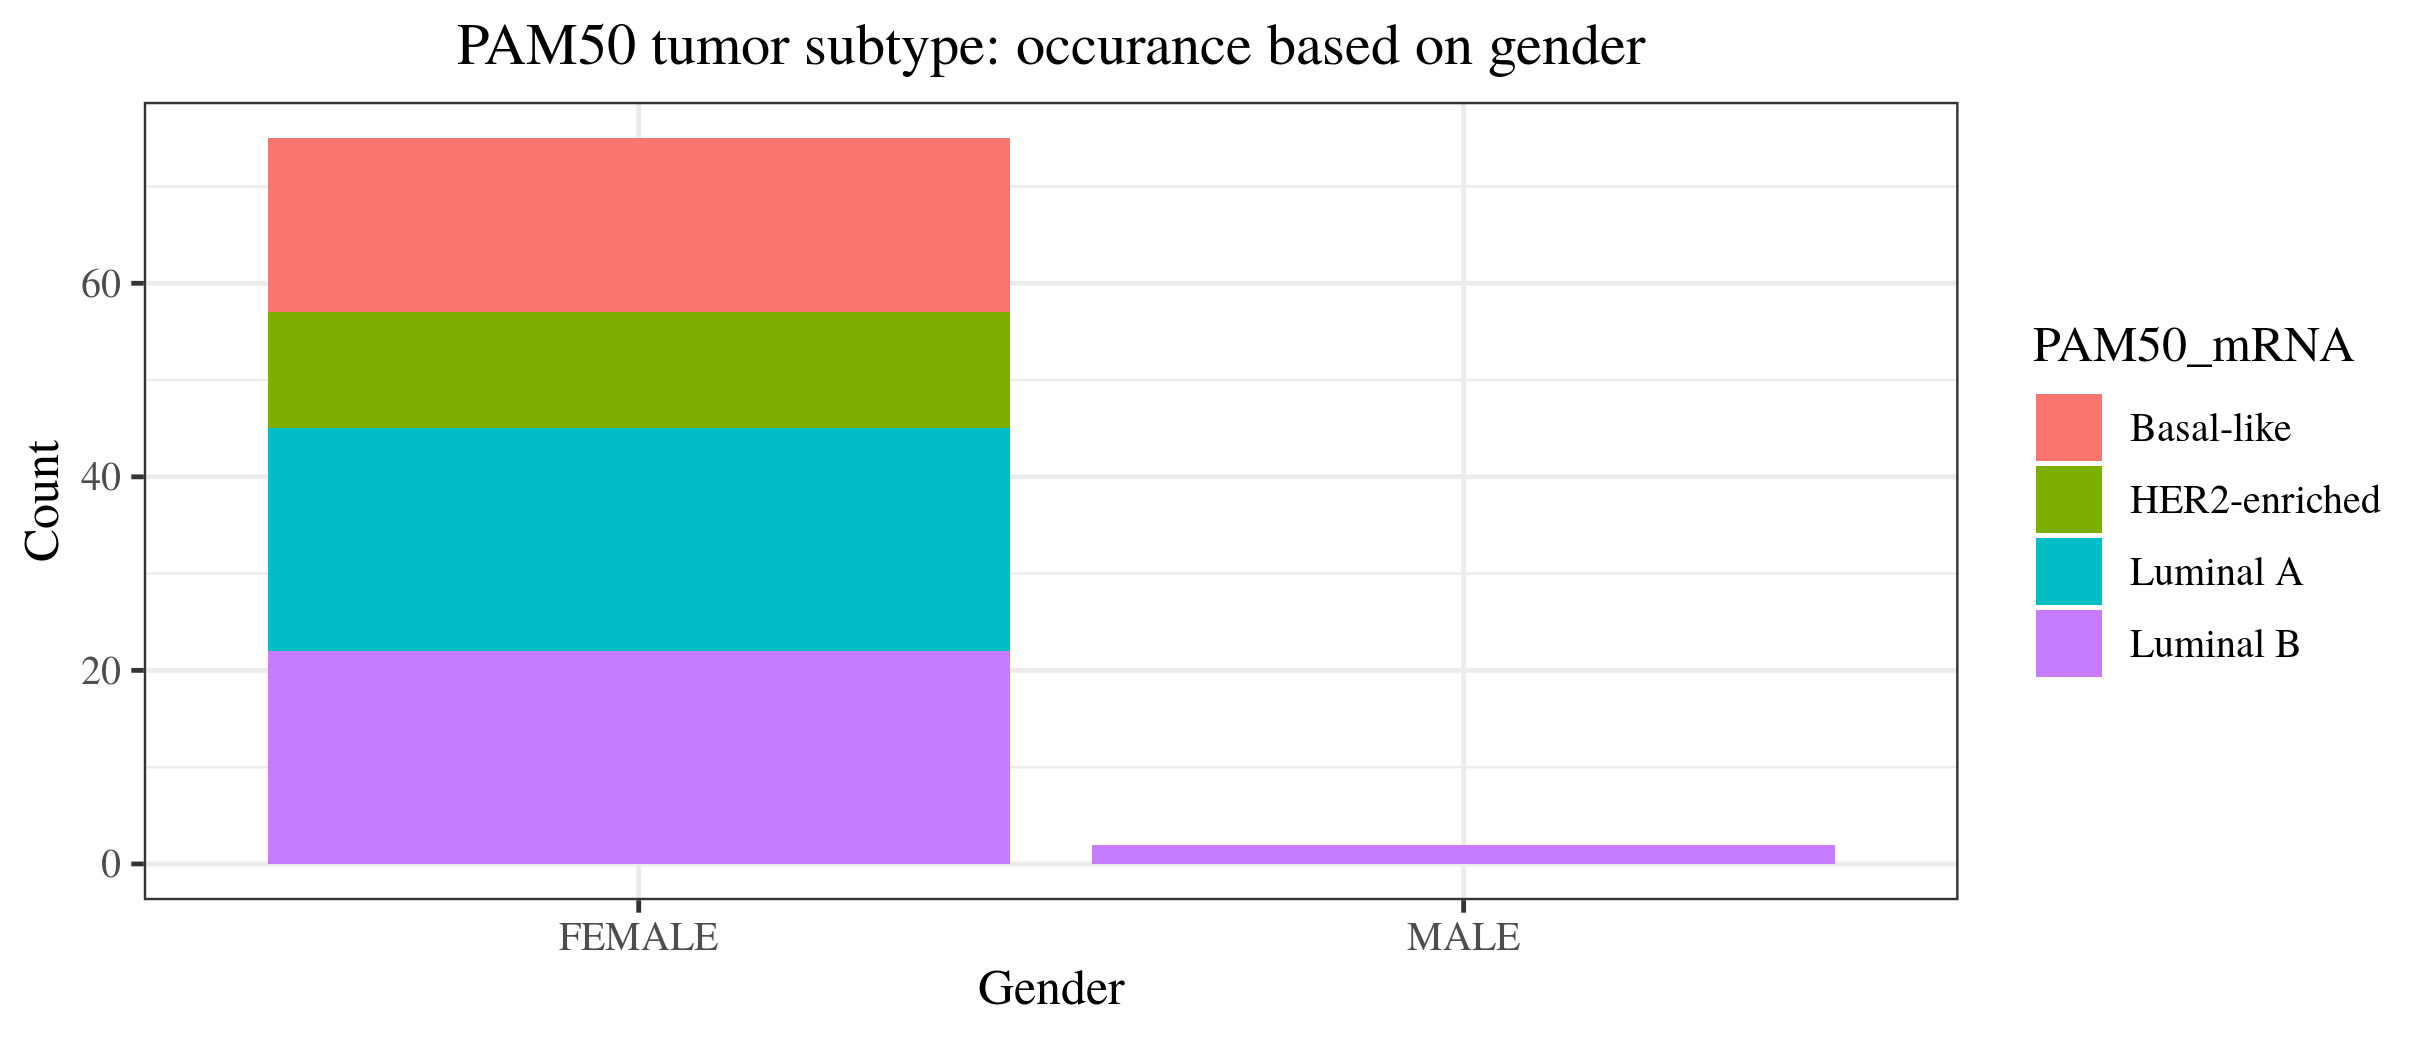 PAM50 tumor subtype: occurance based on gender
Count
60
40
20
0
FEMALE
MALE
Gender
PAM50_mRNA
Basal-like
HER2-enriched
Luminal A
Luminal B